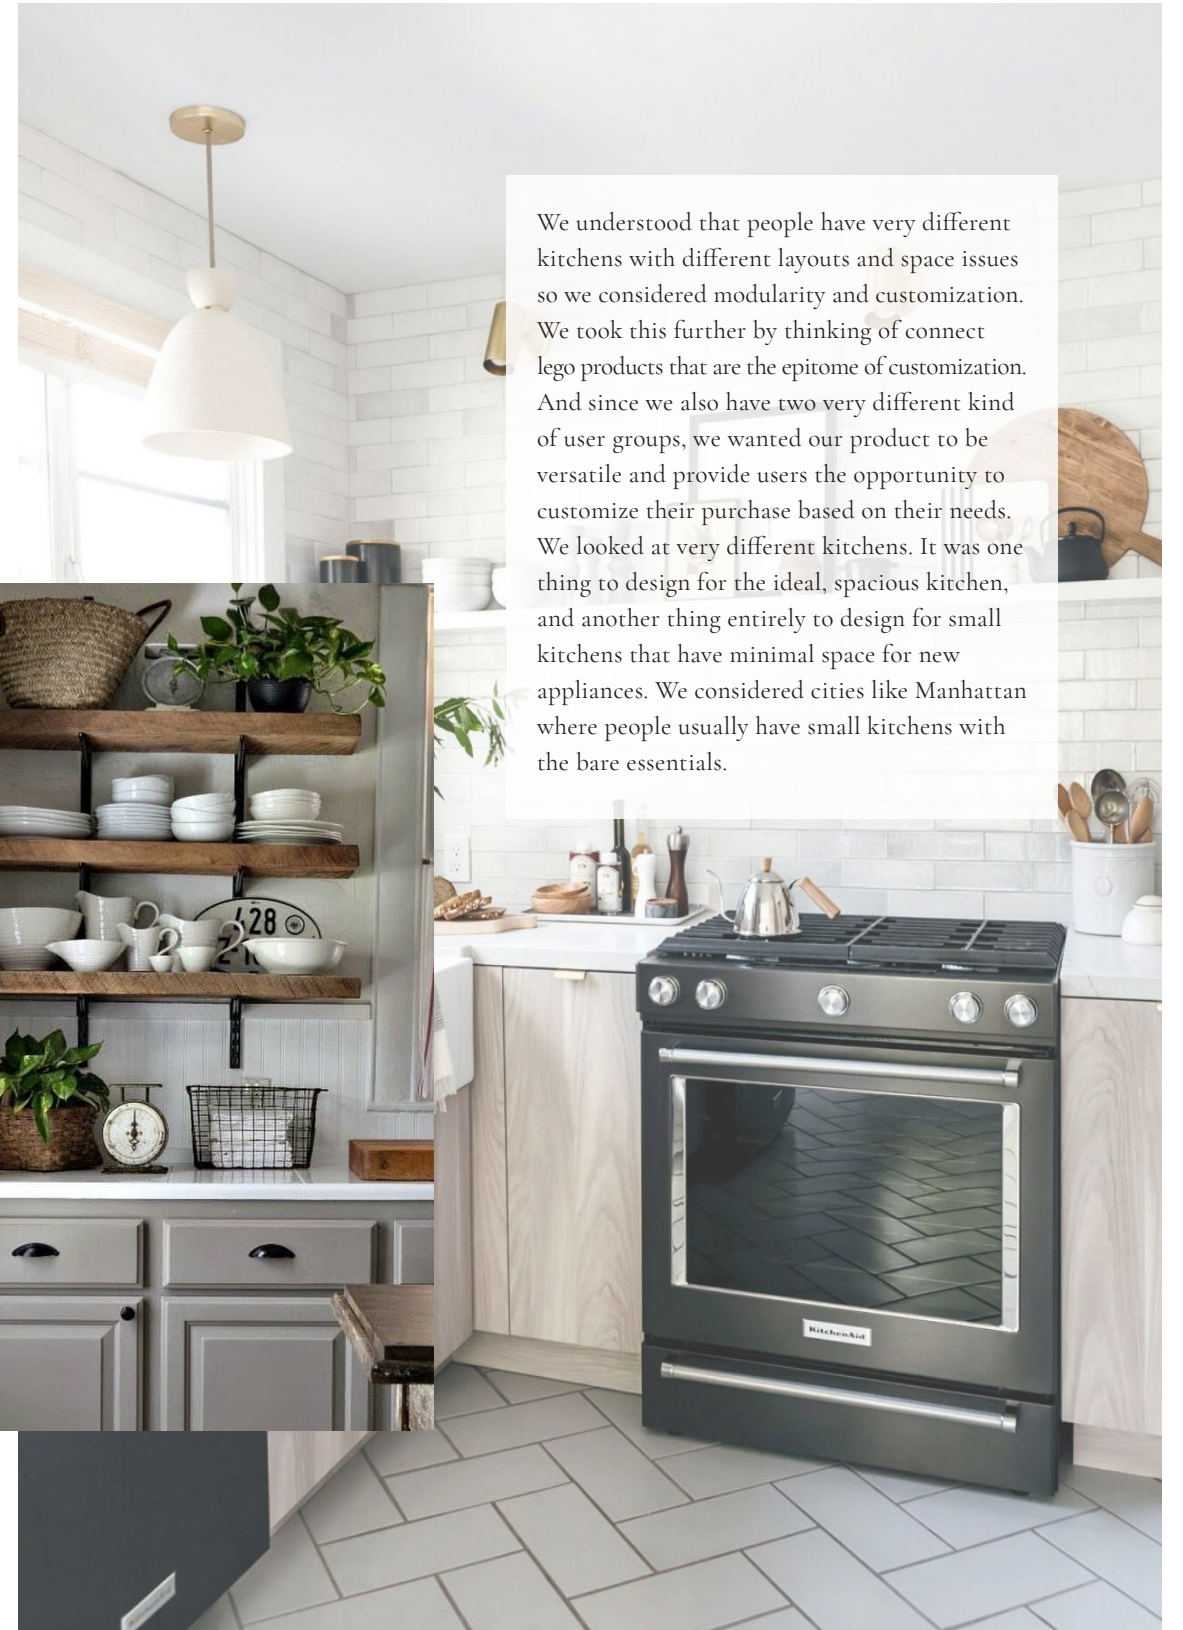 We understood that people have very different
kitchens with different layouts and space issues
so we considered modularity and customization.
We took this further by thinking of connect
lego products that are the epitome of customization.
And since we also have two very different kind
of user groups, we wanted our product to be
versatile and provide users the opportunity to
customize their purchase based on their needs.
We looked at very different kitchens. It was one
thing to design for the ideal, spacious kitchen,
and another thing entirely to design for small
kitchens that have minimal space for new
appliances. We considered cities like Manhattan
where people usually have small kitchens with
the bare essentials.
428
KitchenAid
KitchenAid